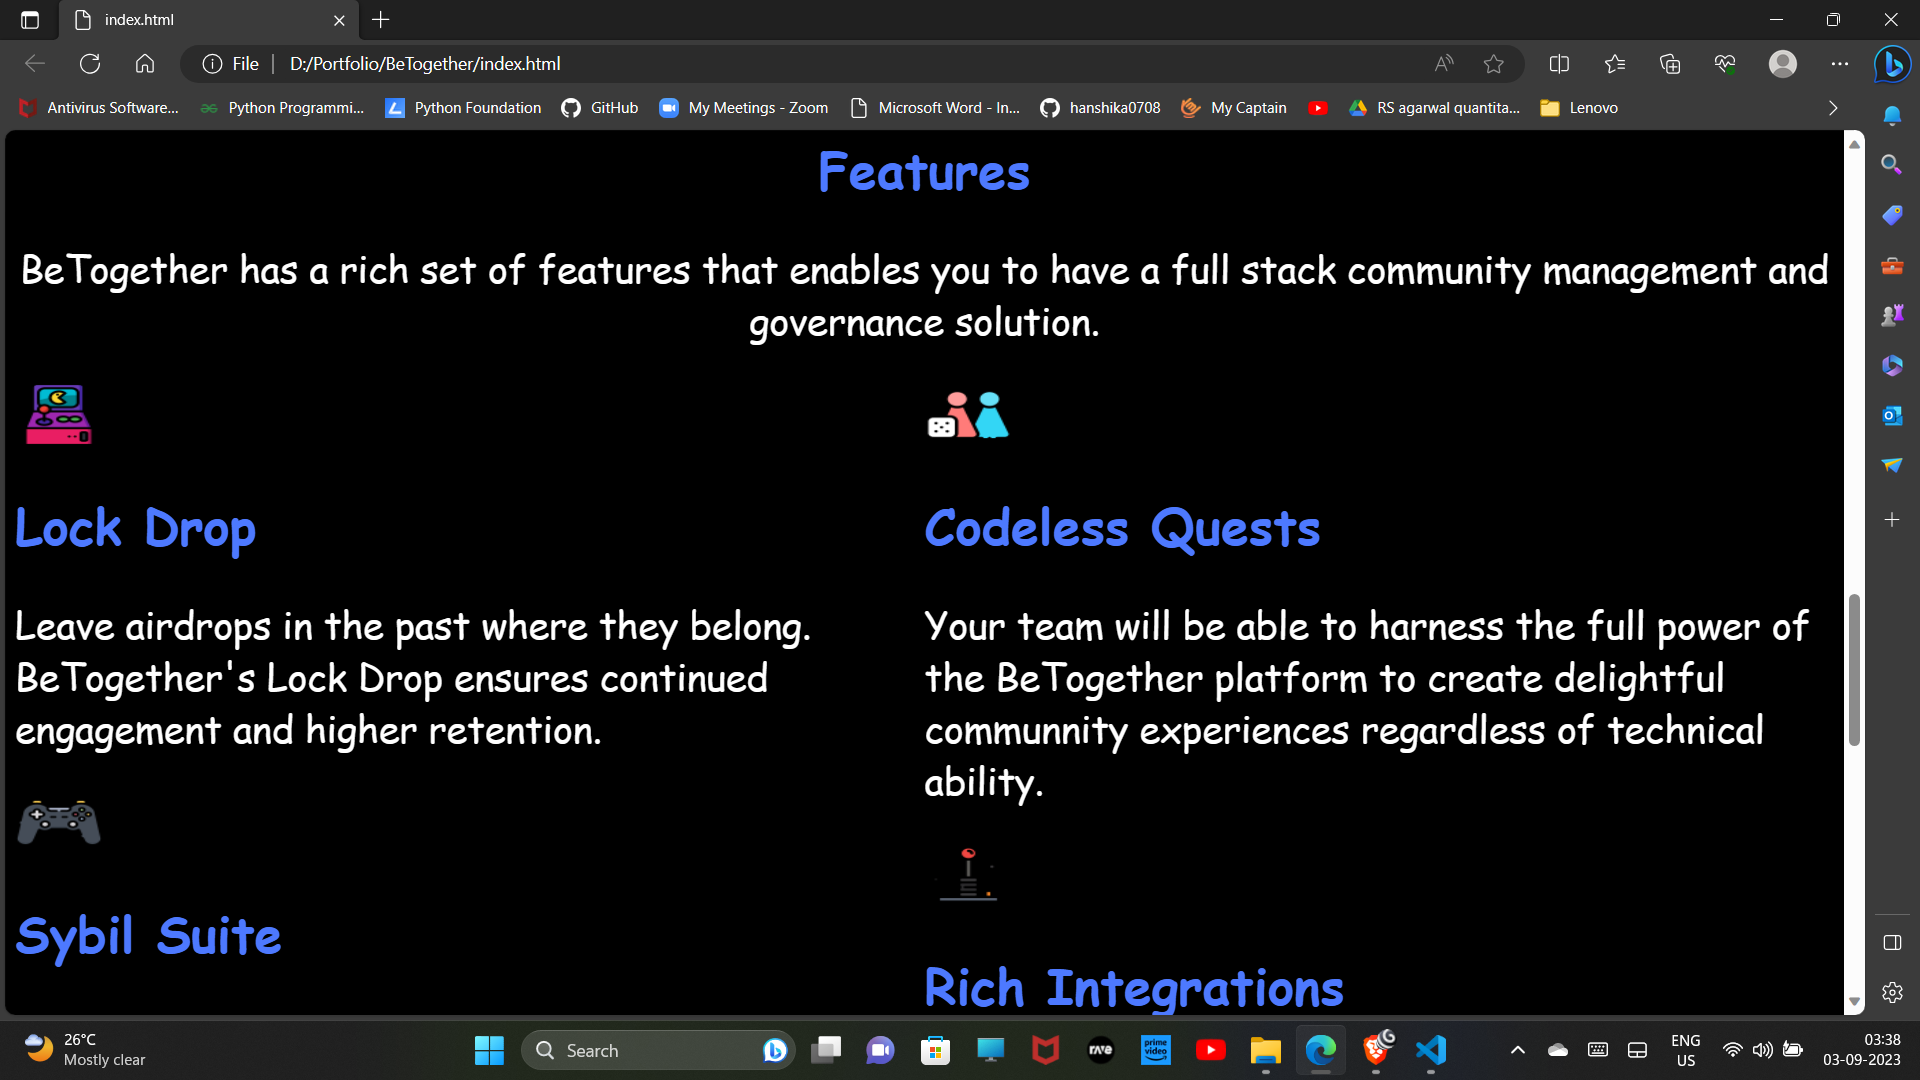 index.html
File
D:/Portfolio/BeTogether/index.html
Antivirus Software...
Python Programmi...
Python Foundation
GitHub
My Meetings - Zoom
Microsoft Word - In...
hanshika0708
My Captain
RS agarwal quantita...
Lenovo
Features
BeTogether has a rich set of features that enables you to have a full stack community management and
governance solution.
Lock Drop
Leave airdrops in the past where they belong.
BeTogether's Lock Drop ensures continued
engagement and higher retention.
Sybil Suite
Codeless Quests
Your team will be able to harness the full power of
the BeTogether platform to create delightful
communnity experiences regardless of technical
ability.
Rich Integrations
26°C
Mostly clear
Search
rave
prime
video
ENG
US
03:38
03-09-2023